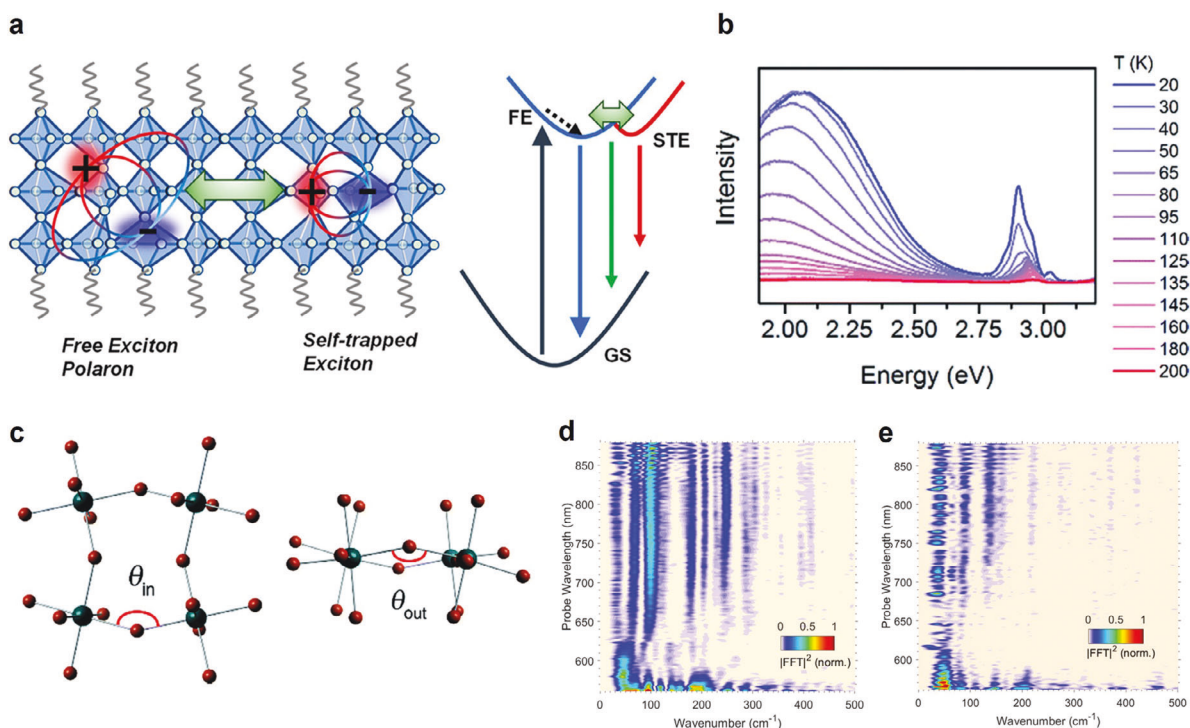 a
+
−
+
−
Free Exciton
Polaron
Self-trapped
Exciton
FE
STE
GS
b
Intensity
2.00 2.25 2.50 2.75 3.00
Energy (eV)
T (K)
20
30
40
50
65
80
95
110
125
135
145
160
180
200
c
θin
θout
d
Probe Wavelength (nm)
850
800
750
700
650
600
0 0.5 1
|FFT|² (norm.)
0 100 200 300 400 500
Wavenumber (cm⁻¹)
e
Probe Wavelength (nm)
850
800
750
700
650
600
0 0.5 1
|FFT|² (norm.)
0 100 200 300 400 500
Wavenumber (cm⁻¹)